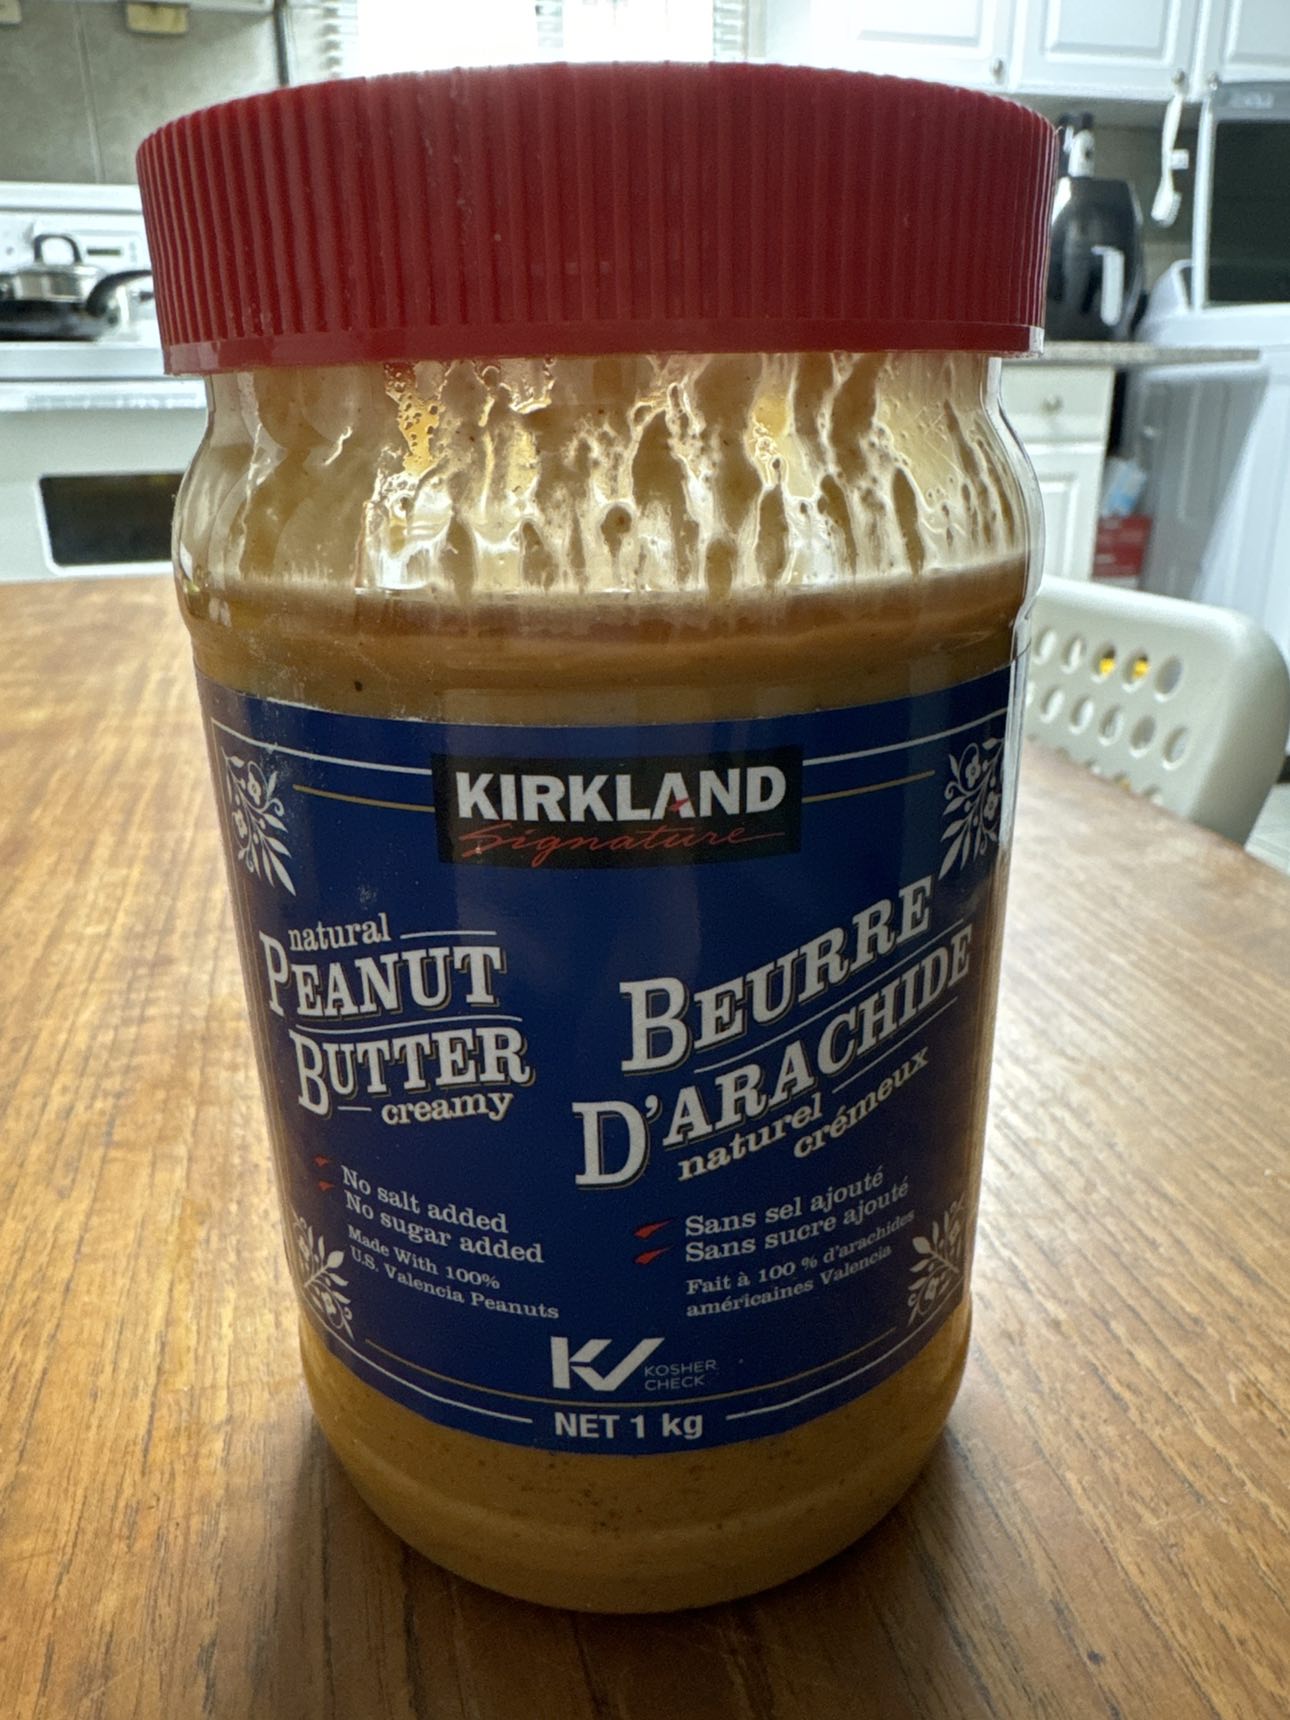 KIRKLAND
Signature
natural
PEANUT
BUTTER
creamy
No salt added
No sugar added
Made With 100%
U.S. Valencia Peanuts
BEURRE
D'ARACHIDE
naturel
crémeux
Sans sel ajouté
Sans sucre ajouté
Fait à 100 % d'arachides
américaines Valencia
KOSHER
CHECK
NET 1 kg